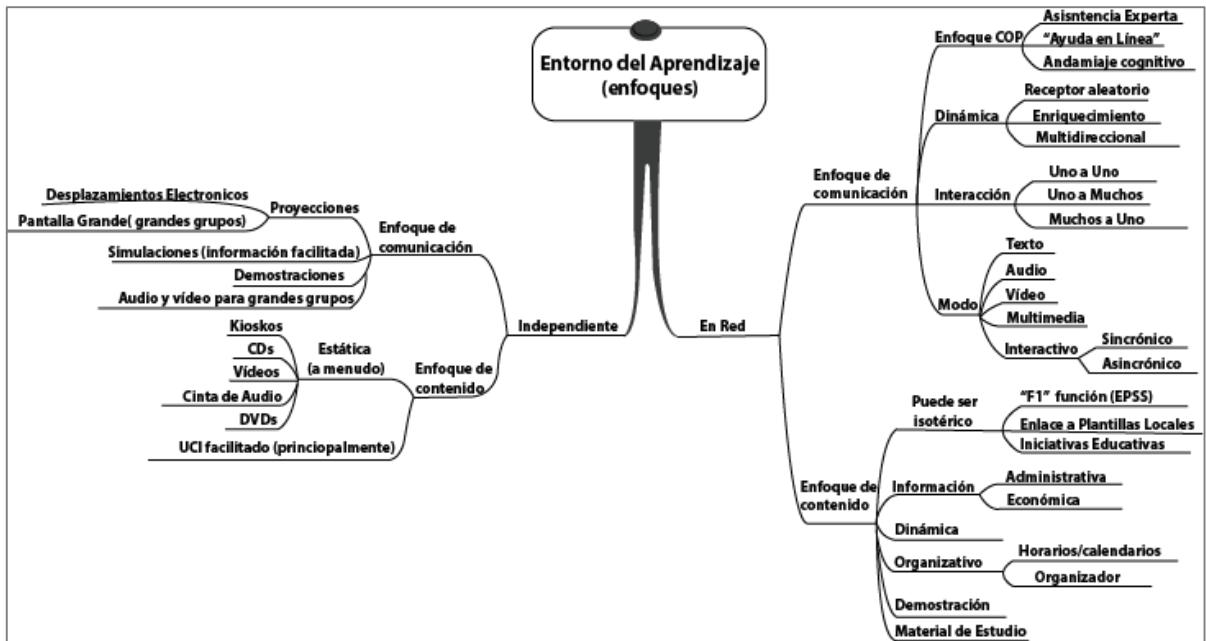 Entorno del Aprendizaje
(enfoques)
Desplazamientos Electronicos
Pantalla Grande( grandes grupos)
Proyecciones
Simulaciones (información facilitada)
Demostraciones
Audio y vídeo para grandes grupos
Enfoque de
comunicación
Kioskos
CDs
Vídeos
Cinta de Audio
DVDs
Estática
(a menudo)
UCI facilitado (princiopalmente)
Enfoque de
contenido
Independiente
En Red
Enfoque de
comunicación
Enfoque COP
Asisntencia Experta
“Ayuda en Línea”
Andamiaje cognitivo
Dinámica
Receptor aleatorio
Enriquecimiento
Multidireccional
Interacción
Uno a Uno
Uno a Muchos
Muchos a Uno
Modo
Texto
Audio
Vídeo
Multimedia
Interactivo
Sincrónico
Asincrónico
Enfoque de
contenido
Puede ser
isotérico
“F1” función (EPSS)
Enlace a Plantillas Locales
Iniciativas Educativas
Información
Administrativa
Económica
Dinámica
Organizativo
Horarios/calendarios
Organizador
Demostración
Material de Estudio